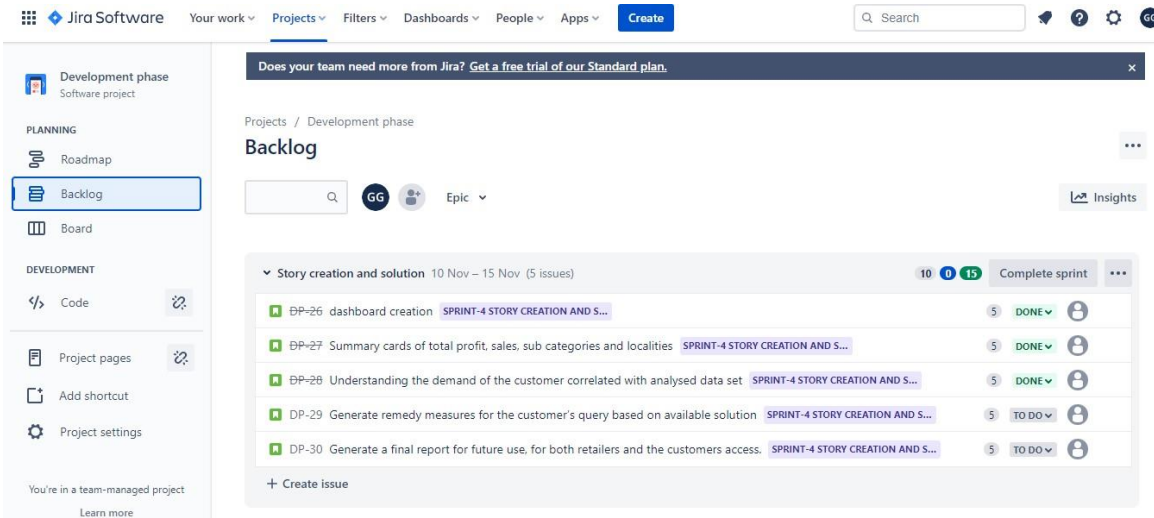 Jira Software Your work Projects Filters Dashboards People Apps Create Search GG
Does your team need more from Jira? Get a free trial of our Standard plan. ×
Development phase
Software project
PLANNING
Roadmap
Backlog
Board
DEVELOPMENT
</> Code
Project pages
Add shortcut
Project settings
You're in a team-managed project
Learn more
Projects / Development phase
Backlog
GG Epic Insights
Story creation and solution 10 Nov – 15 Nov (5 issues) 10 0 15 Complete sprint
DP-26 dashboard creation SPRINT-4 STORY CREATION AND S... 5 DONE
DP-27 Summary cards of total profit, sales, sub categories and localities SPRINT-4 STORY CREATION AND S... 5 DONE
DP-28 Understanding the demand of the customer correlated with analysed data set SPRINT-4 STORY CREATION AND S... 5 DONE
DP-29 Generate remedy measures for the customer's query based on available solution SPRINT-4 STORY CREATION AND S... 5 TO DO
DP-30 Generate a final report for future use, for both retailers and the customers access. SPRINT-4 STORY CREATION AND S... 5 TO DO
+ Create issue